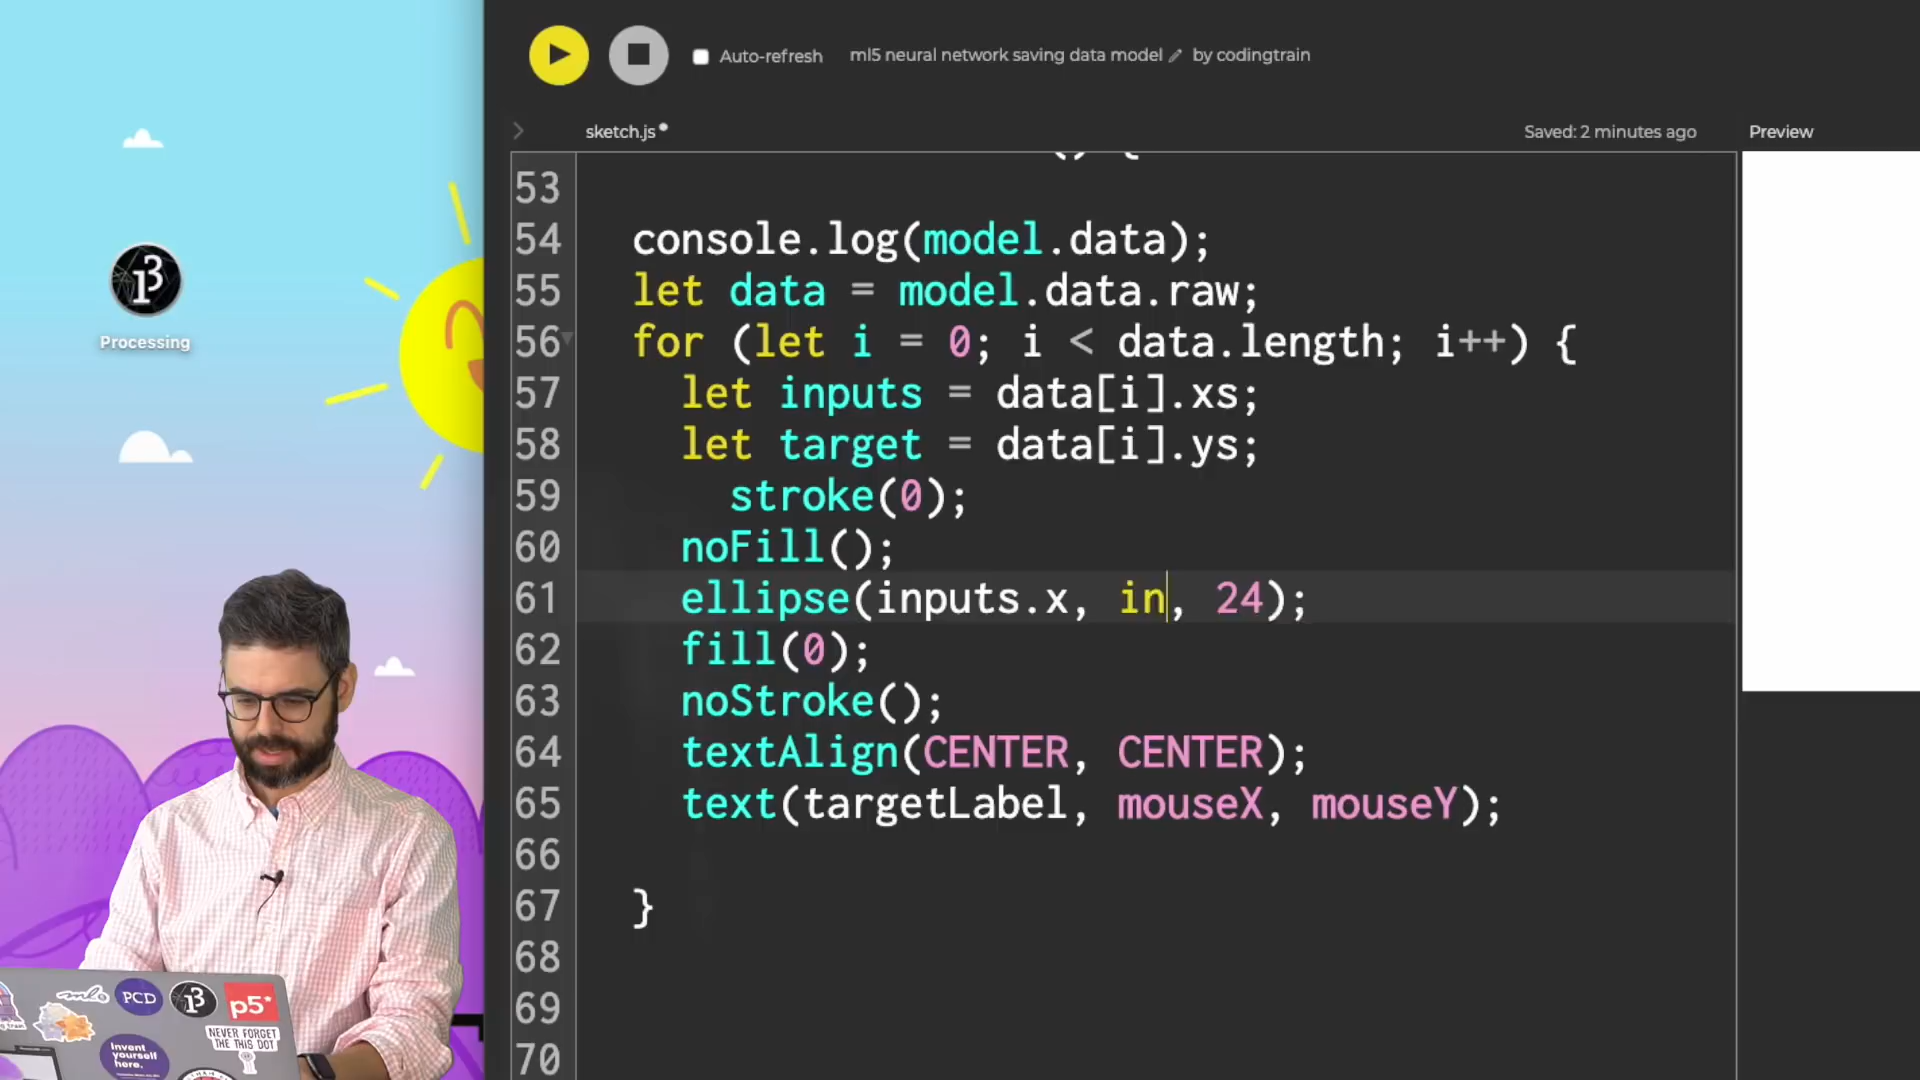 Auto-refresh
ml5 neural network saving data model by codingtrain
sketch.js
Saved: 2 minutes ago
Preview
() {
53
54 console.log(model.data);
55 let data = model.data.raw;
56 for (let i = 0; i < data.length; i++) {
57 let inputs = data[i].xs;
58 let target = data[i].ys;
59 stroke(0);
60 noFill();
61 ellipse(inputs.x, in, 24);
62 fill(0);
63 noStroke();
64 textAlign(CENTER, CENTER);
65 text(targetLabel, mouseX, mouseY);
66
67 }
68
69
70
Processing
PCD
p5*
NEVER FORGET
THE THIS DOT
Invent
yourself
here.